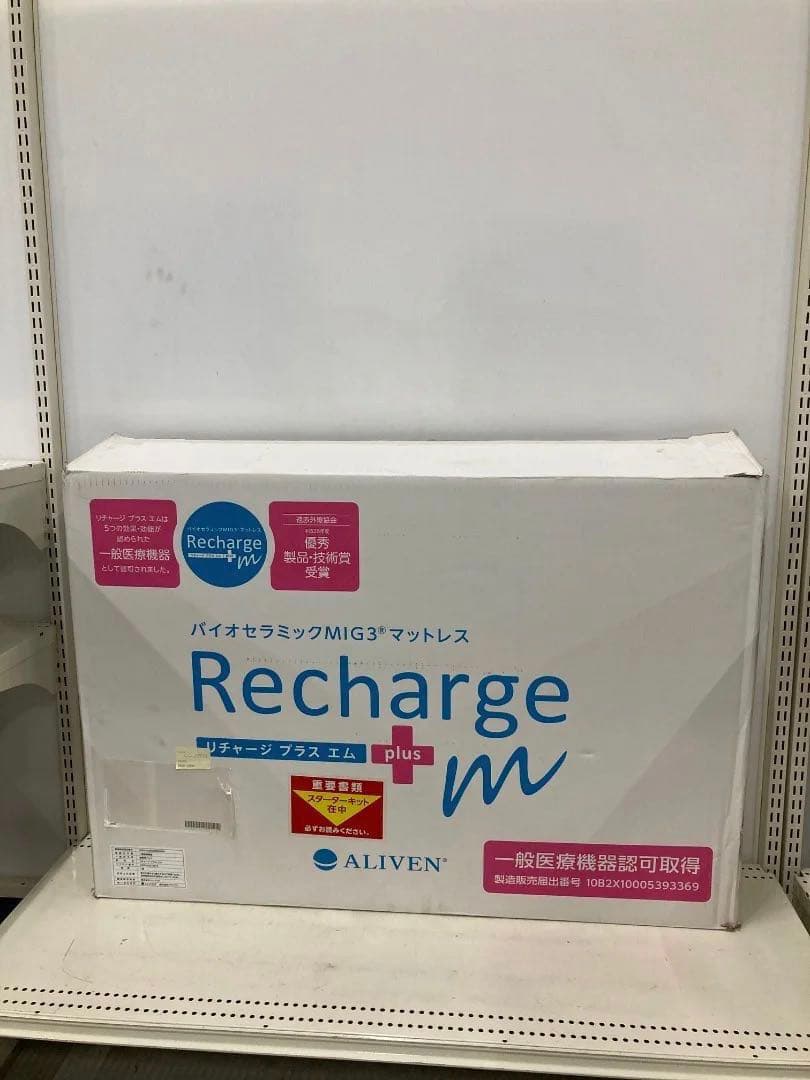 リチャージ プラス エムは
5つの効果・効能が
認められた
一般医療機器
として認可されました。
バイオセラミックMIG3®マットレス
Recharge
+m
遠赤外線協会
優秀
製品・技術賞
受賞
バイオセラミックMIG3®マットレス
Recharge
リチャージ プラス エム
plus
m
重要書類
スターターキット
在中
必ずお読みください。
ALIVEN®
一般医療機器認可取得
製造販売届出番号 10B2X10005393369